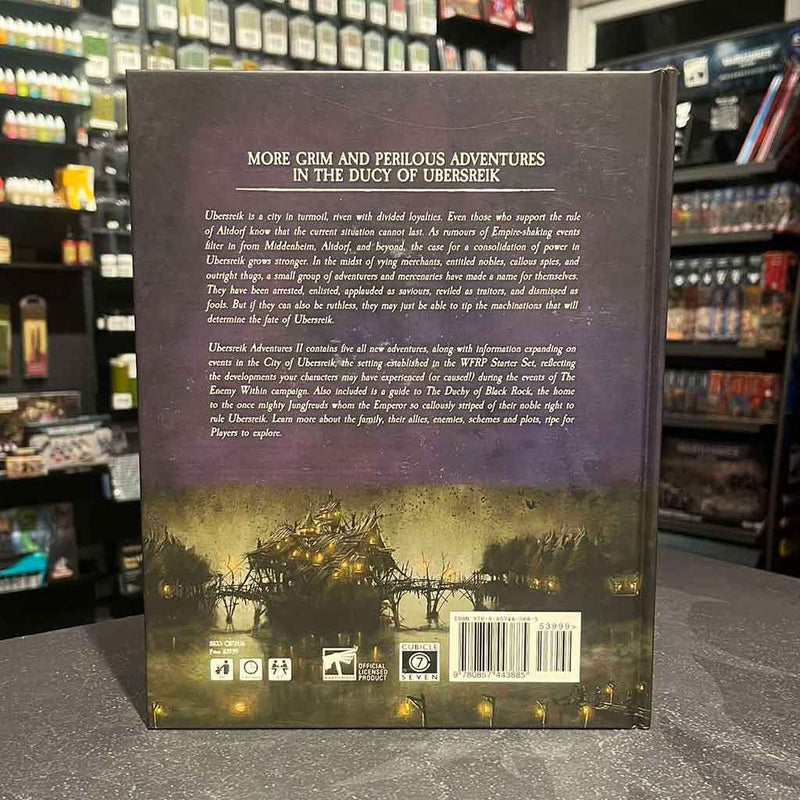 MORE GRIM AND PERILOUS ADVENTURES
IN THE DUCY OF UBERSREIK
Ubersreik is a city in turmoil, riven with divided loyalties. Even those who support the rule
of Altdorf know that the current situation cannot last. As rumours of Empire-shaking events
filter in from Middenheim, Altdorf, and beyond, the case for a consolidation of power in
Ubersreik grows stronger. In the midst of vying merchants, entitled nobles, callous spies, and
outright thugs, a small group of adventurers and mercenaries have made a name for themselves.
They have been arrested, enlisted, applauded as saviours, reviled as traitors, and dismissed as
fools. But if they can also be ruthless, they may just be able to tip the machinations that will
determine the fate of Ubersreik.
Ubersreik Adventures II contains five all new adventures, along with information expanding on
events in the City of Ubersreik, the setting established in the WFRP Starter Set, reflecting
the developments your characters may have experienced (or caused!) during the events of The
Enemy Within campaign. Also included is a guide to The Duchy of Black Rock, the home
to the once mighty Jungfreuds whom the Emperor so callously striped of their noble right to
rule Ubersreik. Learn more about the family, their allies, enemies, schemes and plots, ripe for
Players to explore.
53999>
OFFICIAL
LICENSED
PRODUCT
CUBICLE
7
SEVEN
9 780857 443885